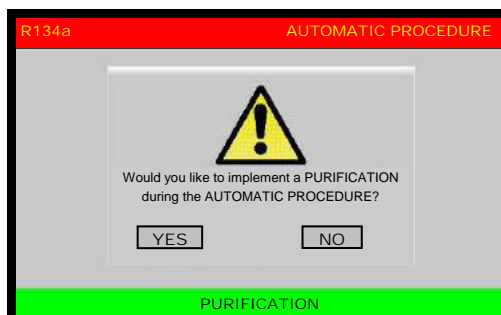 R134a AUTOMATIC PROCEDURE
Would you like to implement a PURIFICATION
during the AUTOMATIC PROCEDURE?
YES NO
PURIFICATION